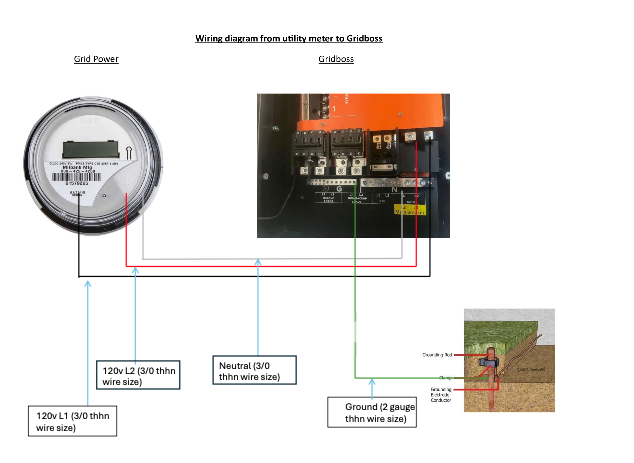 Wiring diagram from utility meter to Gridboss
Grid Power
Gridboss
Milbank Mfg
G
N
Grounding Rod
Clamp
Grounding
Electrode
Conductor
120v L2 (3/0 thhn
wire size)
Neutral (3/0
thhn wire size)
120v L1 (3/0 thhn
wire size)
Ground (2 gauge
thhn wire size)